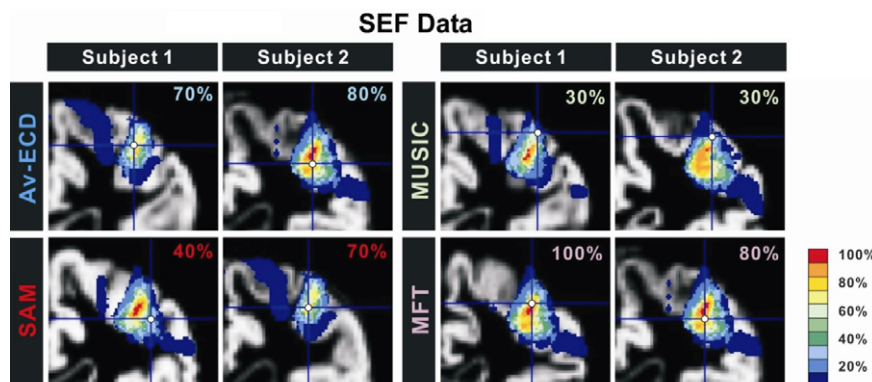 SEF Data
Subject 1 Subject 2 Subject 1 Subject 2
Av-ECD 70% 80% MUSIC 30% 30%
SAM 40% 70% MFT 100% 80%
100%
80%
60%
40%
20%